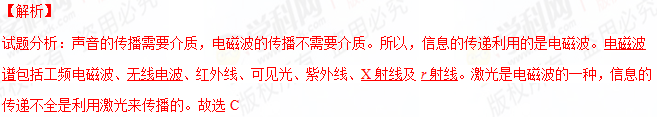 【解析】
试题分析：声音的传播需要介质，电磁波的传播不需要介质。所以，信息的传递利用的是电磁波。电磁波
谱包括工频电磁波、无线电波、红外线、可见光、紫外线、X射线及 r射线。激光是电磁波的一种，信息的
传递不全是利用激光来传播的。故选 C